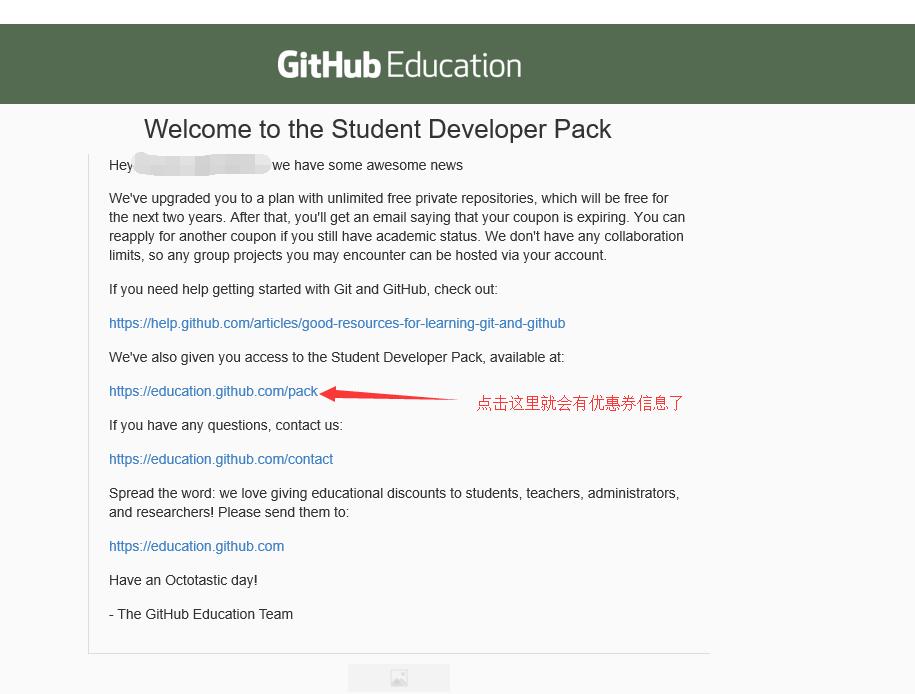 GitHub Education
Welcome to the Student Developer Pack
Hey we have some awesome news
We've upgraded you to a plan with unlimited free private repositories, which will be free for
the next two years. After that, you'll get an email saying that your coupon is expiring. You can
reapply for another coupon if you still have academic status. We don't have any collaboration
limits, so any group projects you may encounter can be hosted via your account.
If you need help getting started with Git and GitHub, check out:
https://help.github.com/articles/good-resources-for-learning-git-and-github
We've also given you access to the Student Developer Pack, available at:
https://education.github.com/pack
点击这里就会有优惠券信息了
If you have any questions, contact us:
https://education.github.com/contact
Spread the word: we love giving educational discounts to students, teachers, administrators,
and researchers! Please send them to:
https://education.github.com
Have an Octotastic day!
- The GitHub Education Team